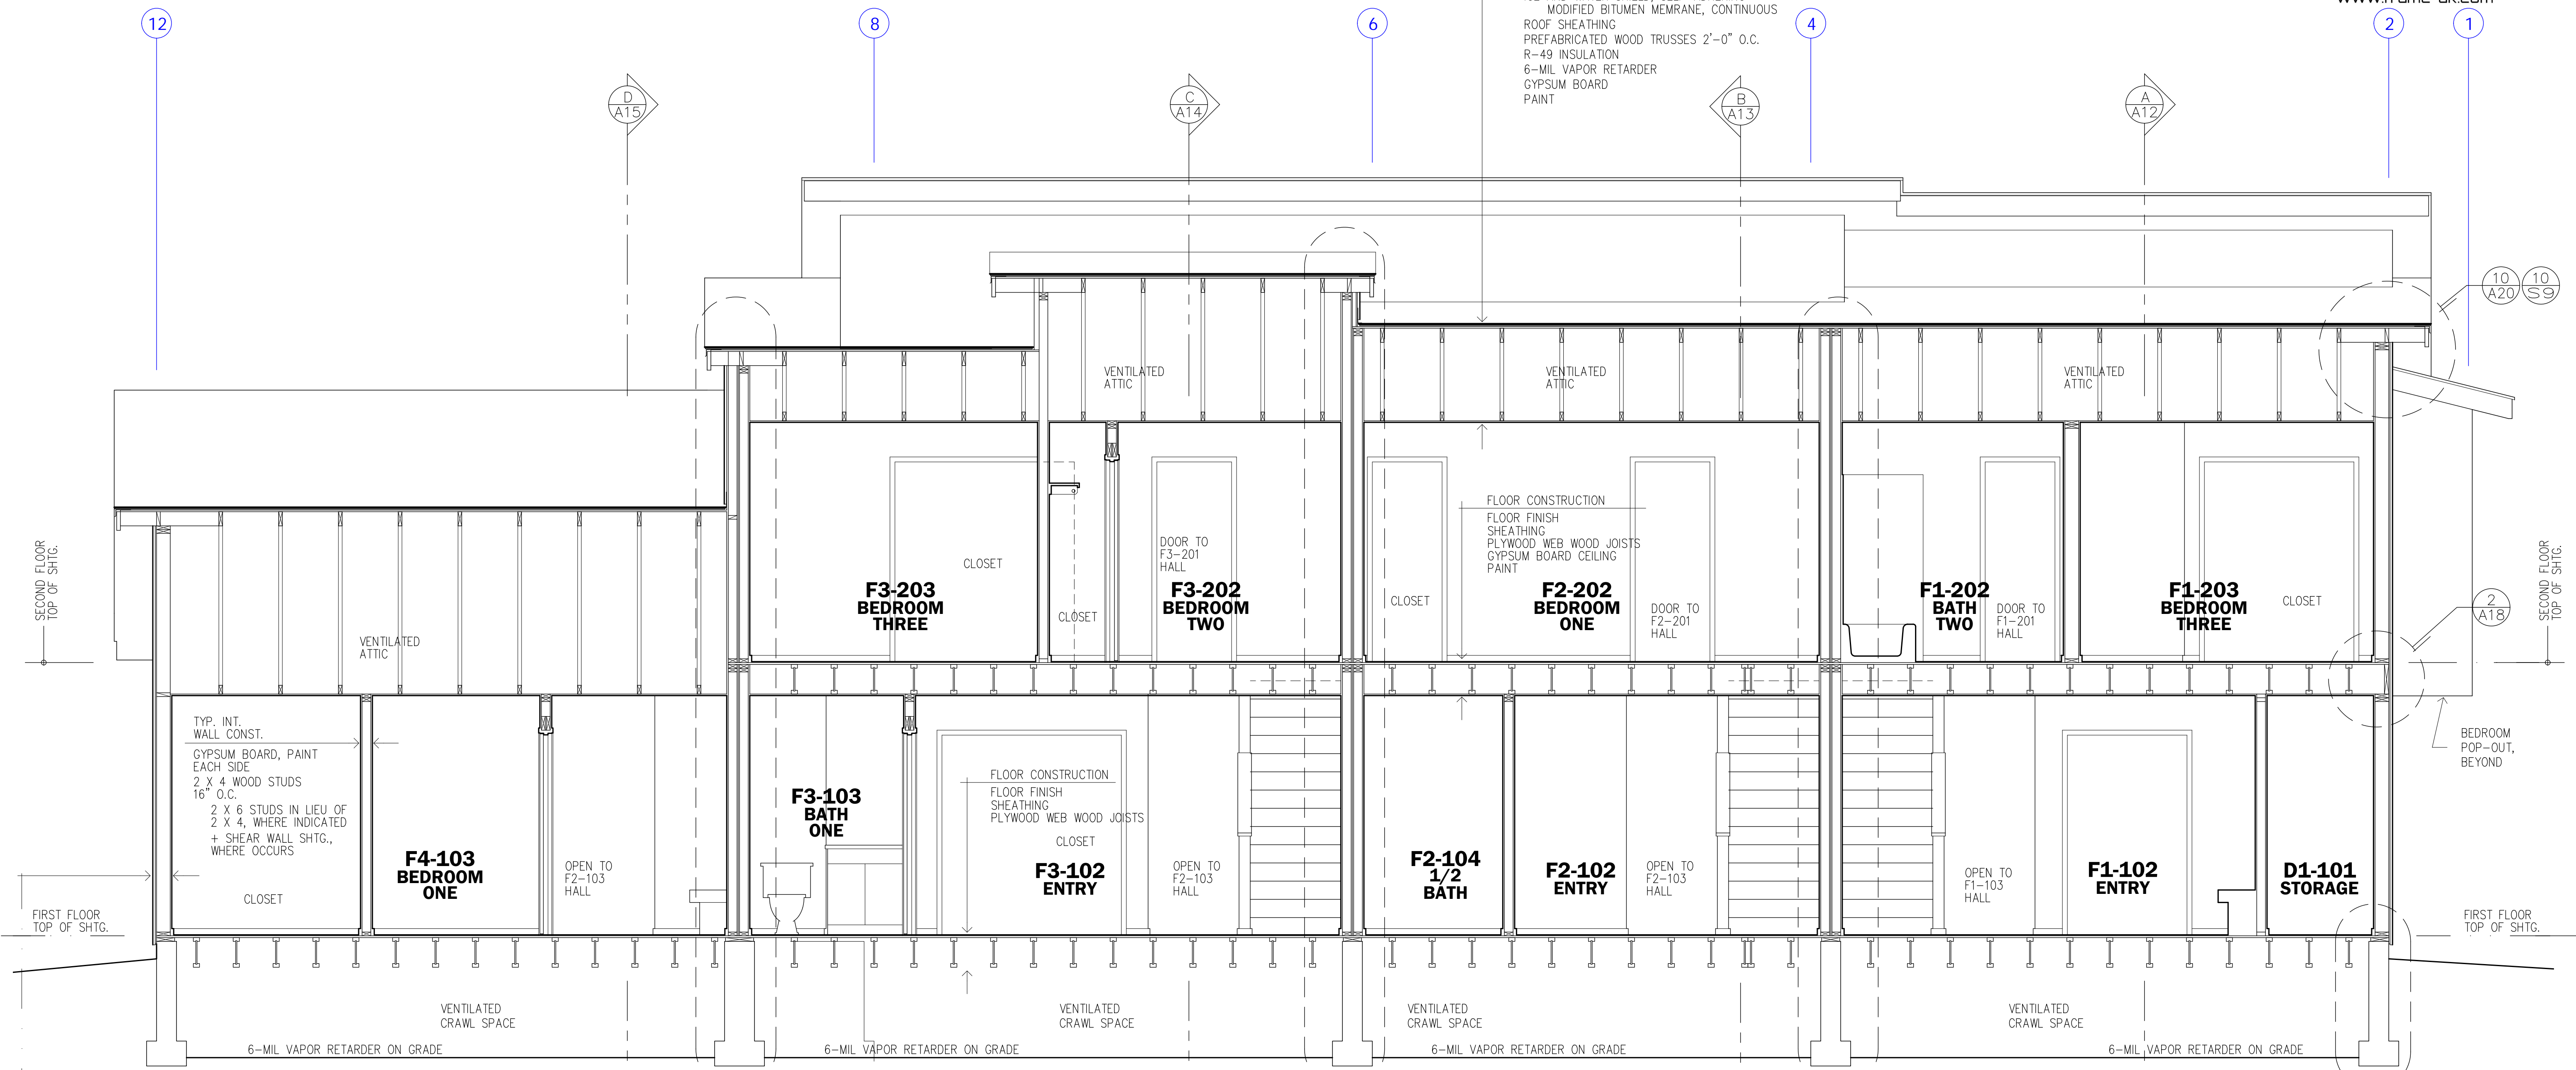 www.frame-ak.com
12
8
6
4
2
1
MODIFIED BITUMEN MEMRANE, CONTINUOUS
ROOF SHEATHING
PREFABRICATED WOOD TRUSSES 2'-0" O.C.
R-49 INSULATION
6-MIL VAPOR RETARDER
GYPSUM BOARD
PAINT
D
A15
C
A14
B
A13
A
A12
10
A20
10
S9
VENTILATED
ATTIC
VENTILATED
ATTIC
VENTILATED
ATTIC
SECOND FLOOR
TOP OF SHTG.
VENTILATED
ATTIC
CLOSET
F3-203
BEDROOM
THREE
CLOSET
DOOR TO
F3-201
HALL
F3-202
BEDROOM
TWO
CLOSET
FLOOR CONSTRUCTION
FLOOR FINISH
SHEATHING
PLYWOOD WEB WOOD JOISTS
GYPSUM BOARD CEILING
PAINT
F2-202
BEDROOM
ONE
DOOR TO
F2-201
HALL
F1-202
BATH
TWO
DOOR TO
F1-201
HALL
F1-203
BEDROOM
THREE
CLOSET
2
A18
SECOND FLOOR
TOP OF SHTG.
BEDROOM
POP-OUT,
BEYOND
TYP. INT.
WALL CONST.
GYPSUM BOARD, PAINT
EACH SIDE
2 X 4 WOOD STUDS
16" O.C.
2 X 6 STUDS IN LIEU OF
2 X 4, WHERE INDICATED
+ SHEAR WALL SHTG.,
WHERE OCCURS
CLOSET
F4-103
BEDROOM
ONE
OPEN TO
F2-103
HALL
F3-103
BATH
ONE
FLOOR CONSTRUCTION
FLOOR FINISH
SHEATHING
PLYWOOD WEB WOOD JOISTS
CLOSET
F3-102
ENTRY
OPEN TO
F2-103
HALL
F2-104
1/2
BATH
F2-102
ENTRY
OPEN TO
F2-103
HALL
OPEN TO
F1-103
HALL
F1-102
ENTRY
D1-101
STORAGE
FIRST FLOOR
TOP OF SHTG.
FIRST FLOOR
TOP OF SHTG.
VENTILATED
CRAWL SPACE
VENTILATED
CRAWL SPACE
VENTILATED
CRAWL SPACE
VENTILATED
CRAWL SPACE
6-MIL VAPOR RETARDER ON GRADE
6-MIL VAPOR RETARDER ON GRADE
6-MIL VAPOR RETARDER ON GRADE
6-MIL VAPOR RETARDER ON GRADE